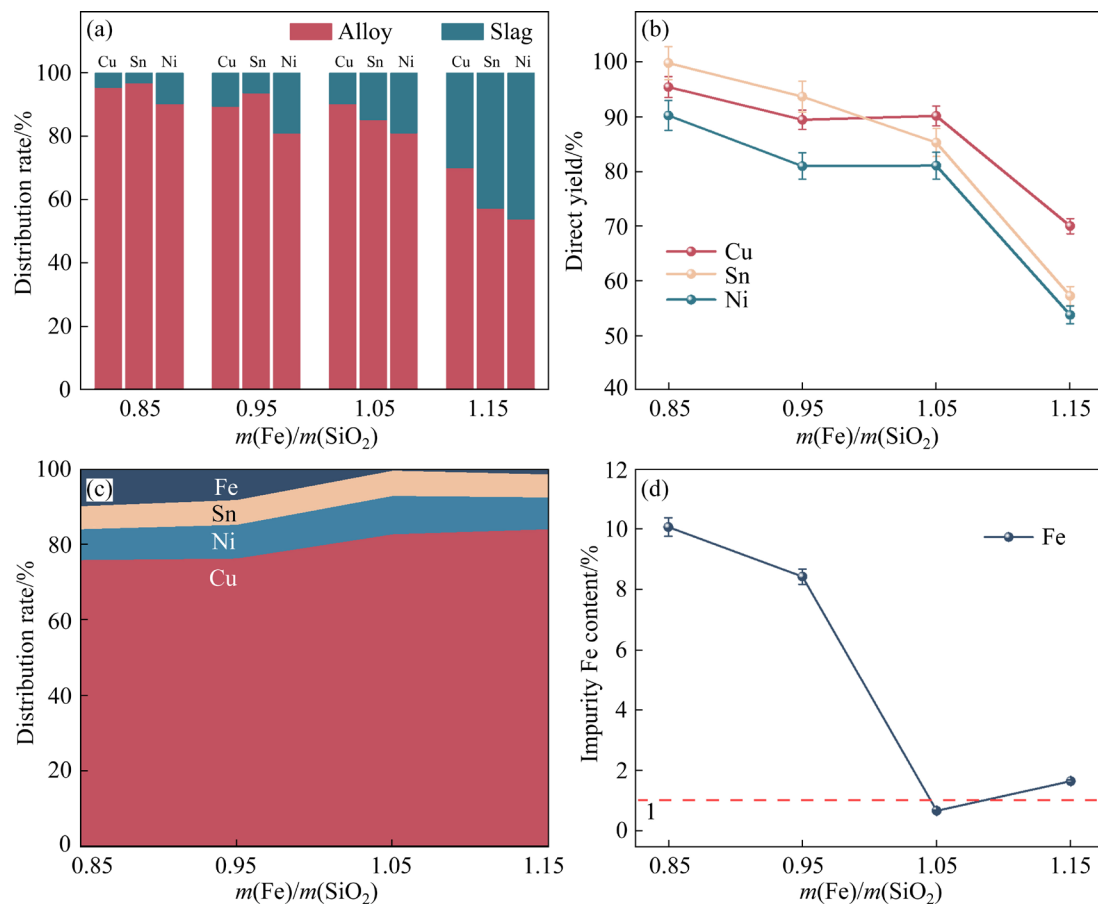 (a)
Alloy
Slag
Cu Sn Ni Cu Sn Ni Cu Sn Ni Cu Sn Ni
100
80
60
40
20
0
Distribution rate/%
0.85 0.95 1.05 1.15
m(Fe)/m(SiO₂)
(b)
100
90
80
70
60
50
40
Direct yield/%
Cu
Sn
Ni
0.85 0.95 1.05 1.15
m(Fe)/m(SiO₂)
(c)
100
80
60
40
20
0
Distribution rate/%
Fe
Sn
Ni
Cu
0.85 0.95 1.05 1.15
m(Fe)/m(SiO₂)
(d)
Fe
12
10
8
6
4
2
1
0
Impurity Fe content/%
0.85 0.95 1.05 1.15
m(Fe)/m(SiO₂)